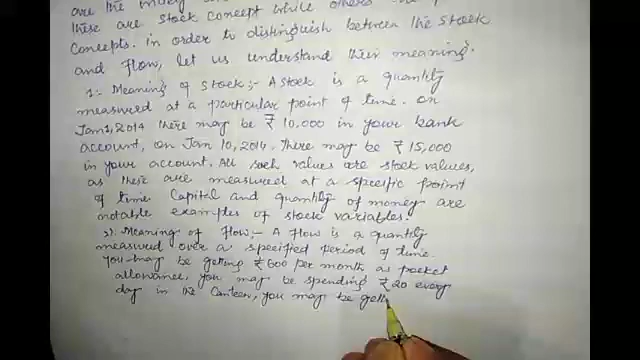 are the
these are stock concept while others
concepts. in order to distinguish between the stock
and flow, let us understand their meaning.
1:- Meaning of Stock:- A stock is a quantity
measured at a particular point of time. On
Jan 1, 2014 there may be ₹ 10,000 in your bank
account, on Jan 10, 2014. There may be ₹ 15,000
in your account. All such values are stock values,
as these are measured at a specific point
of time. Capital and quantity of money are
notable examples of stock variables.
2). Meaning of flow:- A flow is a quantity
measured over a specified period of time.
You may be getting ₹600 per month as pocket
allowance, you may be spending ₹20 every
day in the Canteen, you may be gett